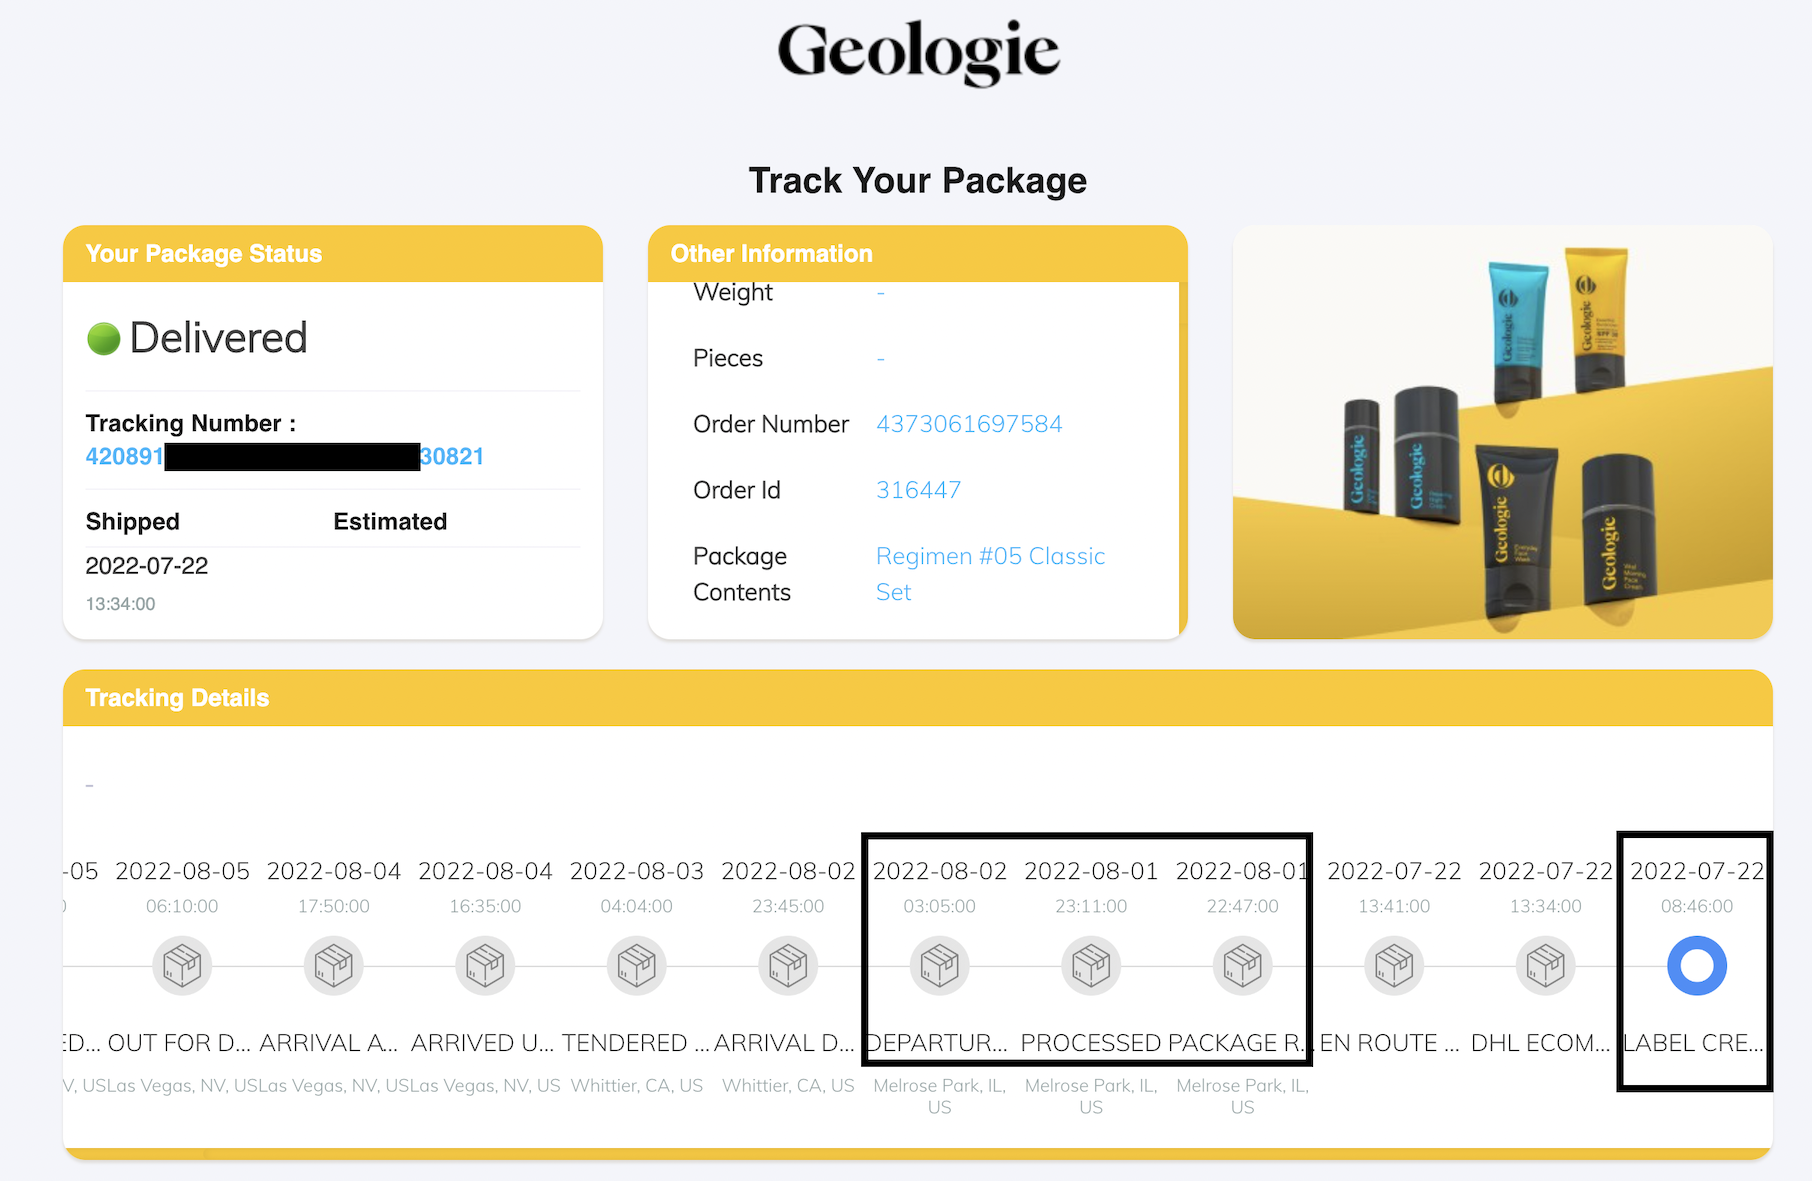 Geologie
Track Your Package
Your Package Status
Delivered
Tracking Number :
420891 30821
Shipped Estimated
2022-07-22
13:34:00
Other Information
Weight -
Pieces -
Order Number 4373061697584
Order Id 316447
Package Contents Regimen #05 Classic Set
Geologie
Geologie
Geologie
Geologie
Geologie
Geologie
Tracking Details
-
-05 2022-08-05 2022-08-04 2022-08-04 2022-08-03 2022-08-02 2022-08-02 2022-08-01 2022-08-01 2022-07-22 2022-07-22 2022-07-22
06:10:00 17:50:00 16:35:00 04:04:00 23:45:00 03:05:00 23:11:00 22:47:00 13:41:00 13:34:00 08:46:00
ED... OUT FOR D... ARRIVAL A... ARRIVED U... TENDERED ... ARRIVAL D... DEPARTUR... PROCESSED PACKAGE R... EN ROUTE ... DHL ECOM... LABEL CRE...
V, US Las Vegas, NV, US Las Vegas, NV, US Las Vegas, NV, US Whittier, CA, US Whittier, CA, US Melrose Park, IL, US Melrose Park, IL, US Melrose Park, IL, US